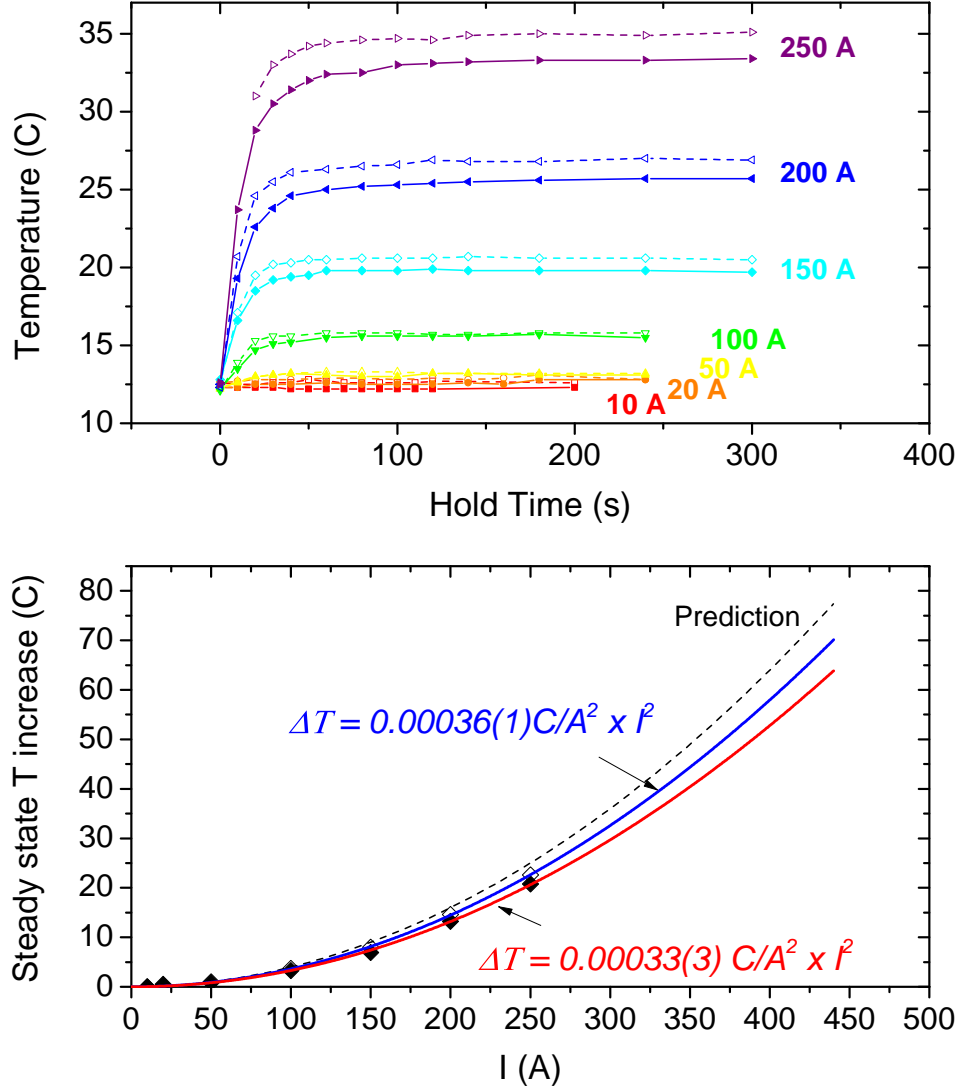 35
30
25
20
15
10
Temperature (C)
250 A
200 A
150 A
100 A
50 A
20 A
10 A
0
100
200
300
400
Hold Time (s)
80
70
60
50
40
30
20
10
0
Steady state T increase (C)
Prediction
ΔT = 0.00036(1)C/A² x I²
ΔT = 0.00033(3) C/A² x I²
0
50
100
150
200
250
300
350
400
450
500
I (A)